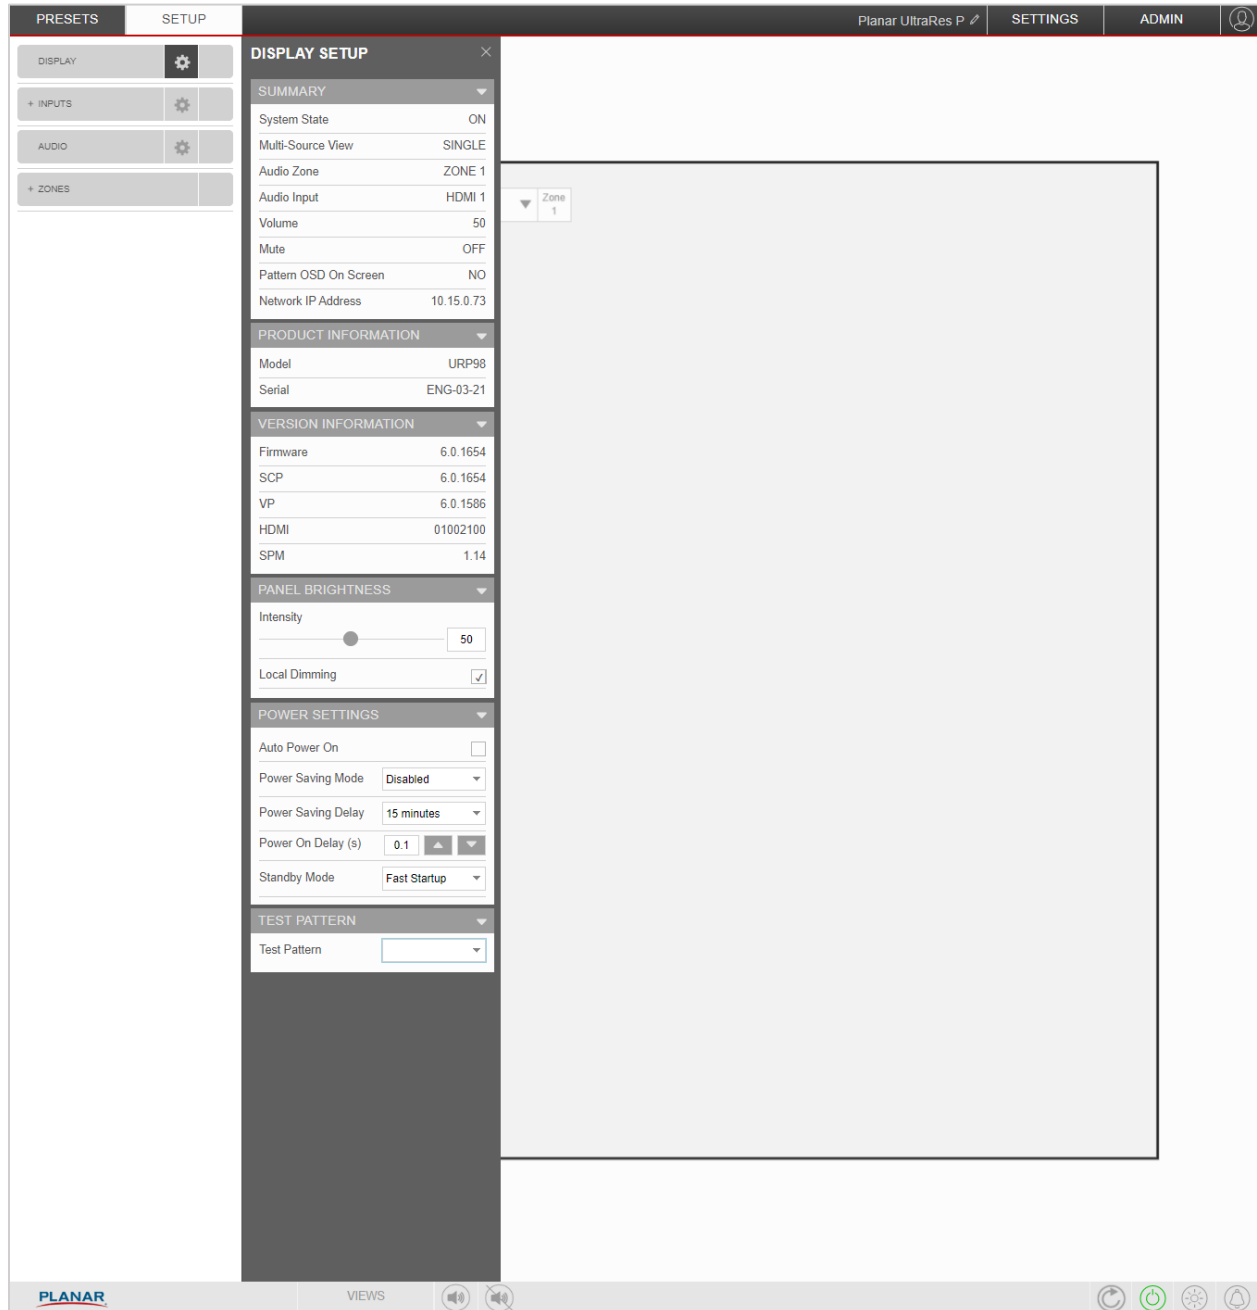 PRESETS SETUP Planar UltraRes P SETTINGS ADMIN
DISPLAY
+ INPUTS
AUDIO
+ ZONES
DISPLAY SETUP
SUMMARY
System State ON
Multi-Source View SINGLE
Audio Zone ZONE 1
Audio Input HDMI 1
Volume 50
Mute OFF
Pattern OSD On Screen NO
Network IP Address 10.15.0.73
PRODUCT INFORMATION
Model URP98
Serial ENG-03-21
VERSION INFORMATION
Firmware 6.0.1654
SCP 6.0.1654
VP 6.0.1586
HDMI 01002100
SPM 1.14
PANEL BRIGHTNESS
Intensity
50
Local Dimming
POWER SETTINGS
Auto Power On
Power Saving Mode Disabled
Power Saving Delay 15 minutes
Power On Delay (s) 0.1
Standby Mode Fast Startup
TEST PATTERN
Test Pattern
Zone
1
PLANAR VIEWS